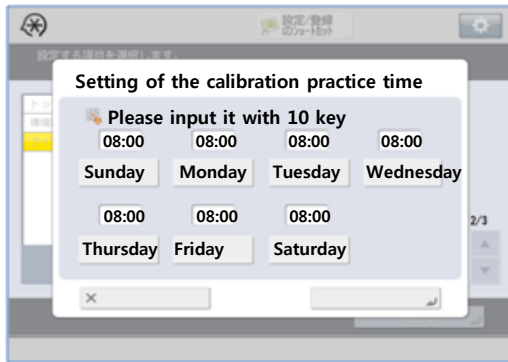 設定/登録
のショートカット
設定する項目を選択します。
Setting of the calibration practice time
Please input it with 10 key
08:00 08:00 08:00 08:00
Sunday Monday Tuesday Wednesday
08:00 08:00 08:00
Thursday Friday Saturday
2/3